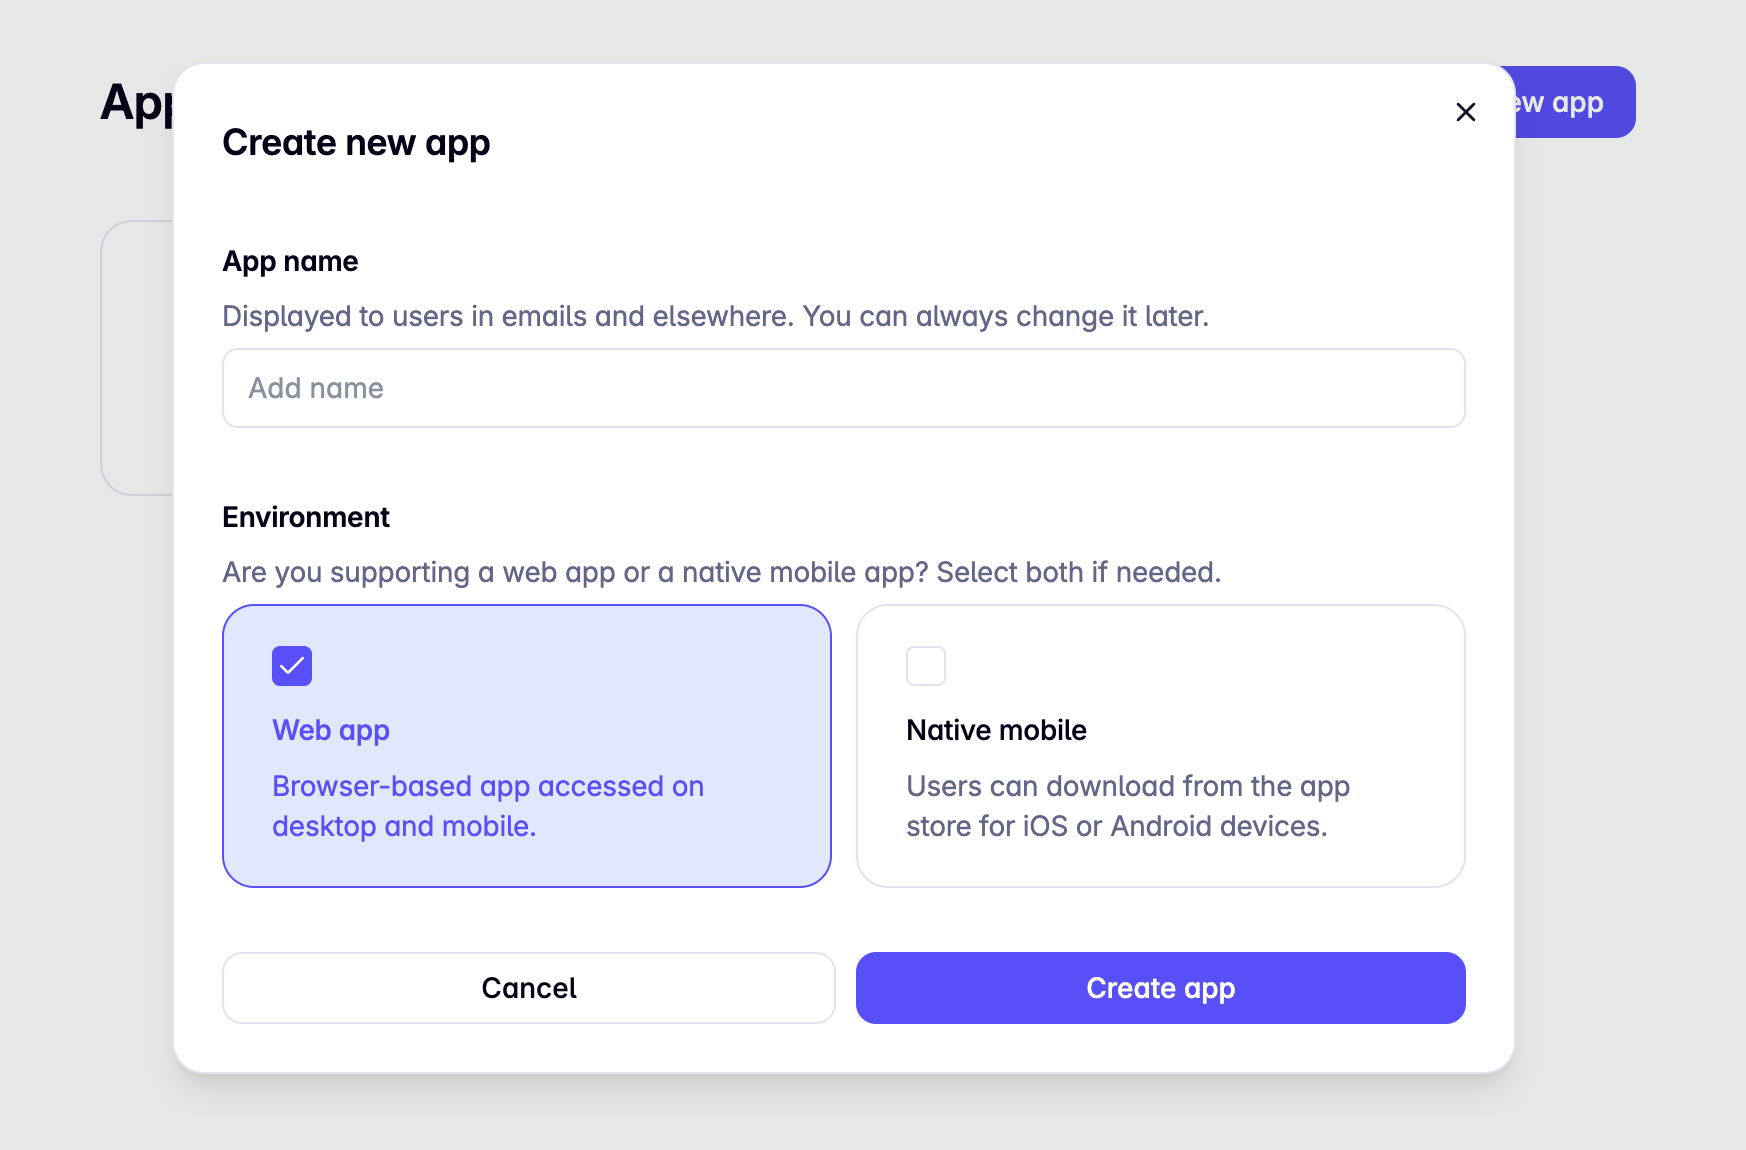 Create new app
App name
Displayed to users in emails and elsewhere. You can always change it later.
Add name
Environment
Are you supporting a web app or a native mobile app? Select both if needed.
Web app
Browser-based app accessed on
desktop and mobile.
Native mobile
Users can download from the app
store for iOS or Android devices.
Cancel
Create app
app